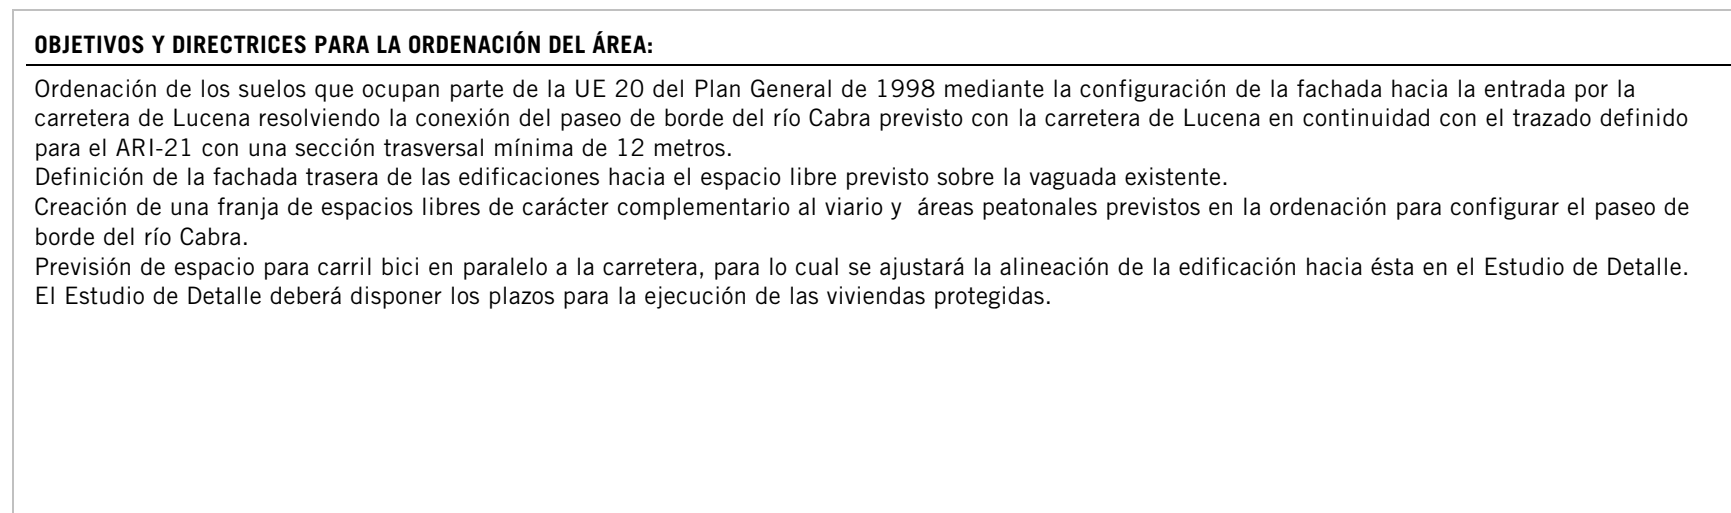 OBJETIVOS Y DIRECTRICES PARA LA ORDENACIÓN DEL ÁREA:
Ordenación de los suelos que ocupan parte de la UE 20 del Plan General de 1998 mediante la configuración de la fachada hacia la entrada por la
carretera de Lucena resolviendo la conexión del paseo de borde del río Cabra previsto con la carretera de Lucena en continuidad con el trazado definido
para el ARI-21 con una sección trasversal mínima de 12 metros.
Definición de la fachada trasera de las edificaciones hacia el espacio libre previsto sobre la vaguada existente.
Creación de una franja de espacios libres de carácter complementario al viario y  áreas peatonales previstos en la ordenación para configurar el paseo de
borde del río Cabra.
Previsión de espacio para carril bici en paralelo a la carretera, para lo cual se ajustará la alineación de la edificación hacia ésta en el Estudio de Detalle.
El Estudio de Detalle deberá disponer los plazos para la ejecución de las viviendas protegidas.